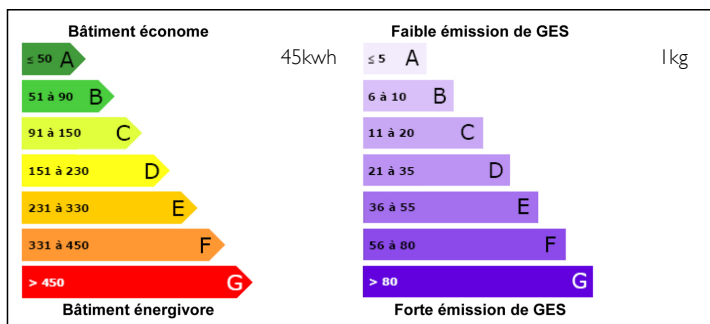 Bâtiment économe
≤ 50 A 45kwh
51 à 90 B
91 à 150 C
151 à 230 D
231 à 330 E
331 à 450 F
> 450 G
Bâtiment énergivore
Faible émission de GES
≤ 5 A 1kg
6 à 10 B
11 à 20 C
21 à 35 D
36 à 55 E
56 à 80 F
> 80 G
Forte émission de GES